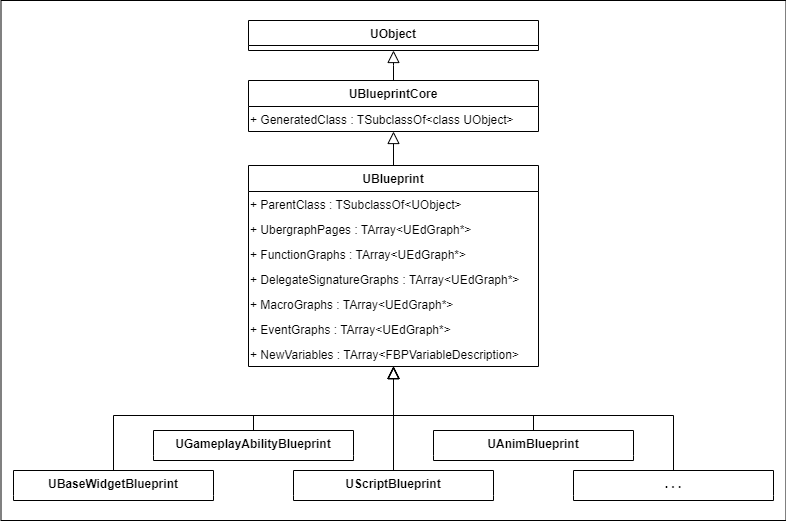 UObject
UBlueprintCore
+ GeneratedClass : TSubclassOf<class UObject>
UBlueprint
+ ParentClass : TSubclassOf<UObject>
+ UbergraphPages : TArray<UEdGraph*>
+ FunctionGraphs : TArray<UEdGraph*>
+ DelegateSignatureGraphs : TArray<UEdGraph*>
+ MacroGraphs : TArray<UEdGraph*>
+ EventGraphs : TArray<UEdGraph*>
+ NewVariables : TArray<FBPVariableDescription>
UGameplayAbilityBlueprint
UAnimBlueprint
UBaseWidgetBlueprint
UScriptBlueprint
. . .